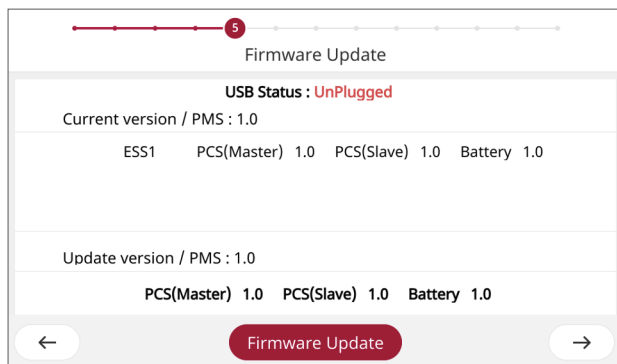 5
Firmware Update
USB Status : UnPlugged
Current version / PMS : 1.0
ESS1 PCS(Master) 1.0 PCS(Slave) 1.0 Battery 1.0
Update version / PMS : 1.0
PCS(Master) 1.0 PCS(Slave) 1.0 Battery 1.0
← Firmware Update →